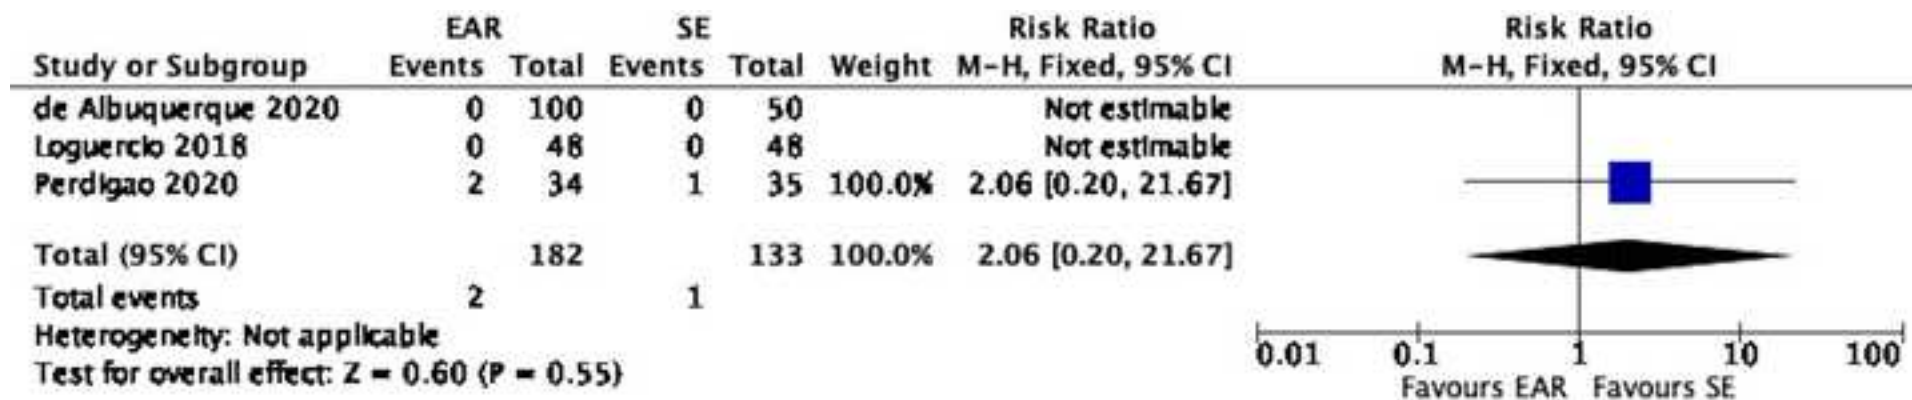 EAR SE Risk Ratio Risk Ratio
Study or Subgroup Events Total Events Total Weight M-H, Fixed, 95% CI M-H, Fixed, 95% CI
de Albuquerque 2020 0 100 0 50 Not estimable
Loguercio 2018 0 48 0 48 Not estimable
Perdigao 2020 2 34 1 35 100.0% 2.06 [0.20, 21.67]
Total (95% CI) 182 133 100.0% 2.06 [0.20, 21.67]
Total events 2 1
Heterogeneity: Not applicable
Test for overall effect: Z = 0.60 (P = 0.55)
0.01 0.1 1 10 100
Favours EAR Favours SE